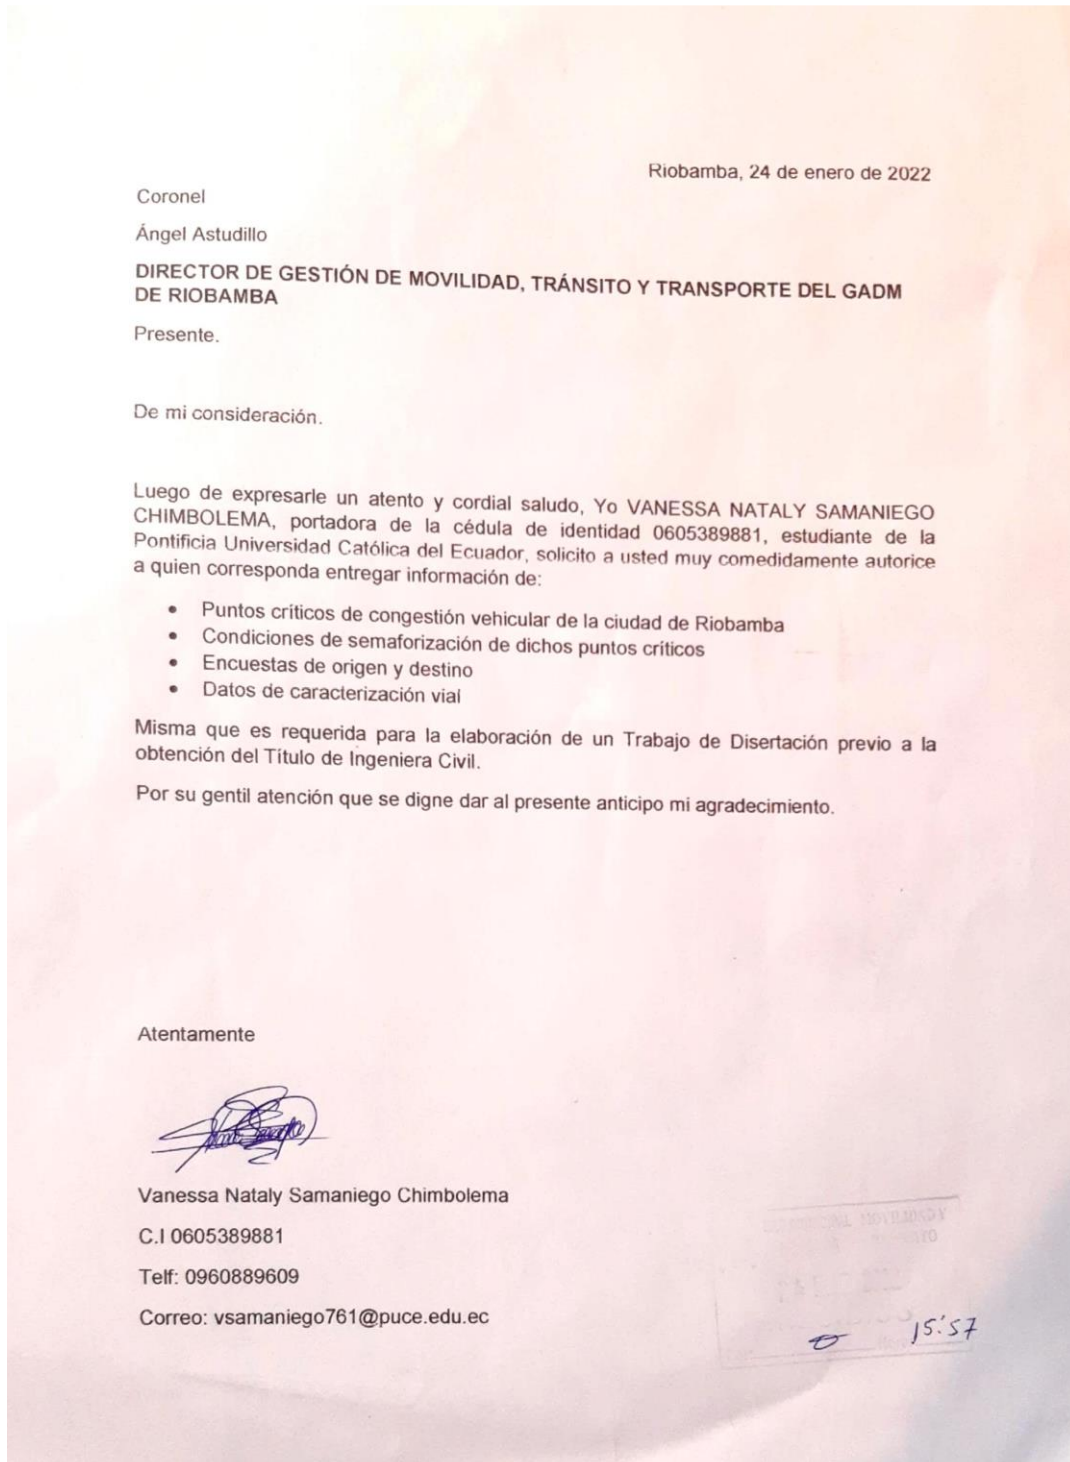 Riobamba, 24 de enero de 2022
Coronel
Ángel Astudillo
DIRECTOR DE GESTIÓN DE MOVILIDAD, TRÁNSITO Y TRANSPORTE DEL GADM
DE RIOBAMBA
Presente.
De mi consideración.
Luego de expresarle un atento y cordial saludo, Yo VANESSA NATALY SAMANIEGO
CHIMBOLEMA, portadora de la cédula de identidad 0605389881, estudiante de la
Pontificia Universidad Católica del Ecuador, solicito a usted muy comedidamente autorice
a quien corresponda entregar información de:
• Puntos críticos de congestión vehicular de la ciudad de Riobamba
• Condiciones de semaforización de dichos puntos críticos
• Encuestas de origen y destino
• Datos de caracterización vial
Misma que es requerida para la elaboración de un Trabajo de Disertación previo a la
obtención del Título de Ingeniera Civil.
Por su gentil atención que se digne dar al presente anticipo mi agradecimiento.
Atentamente
Vanessa Nataly Samaniego Chimbolema
C.I 0605389881
Telf: 0960889609
Correo: vsamaniego761@puce.edu.ec
15:57